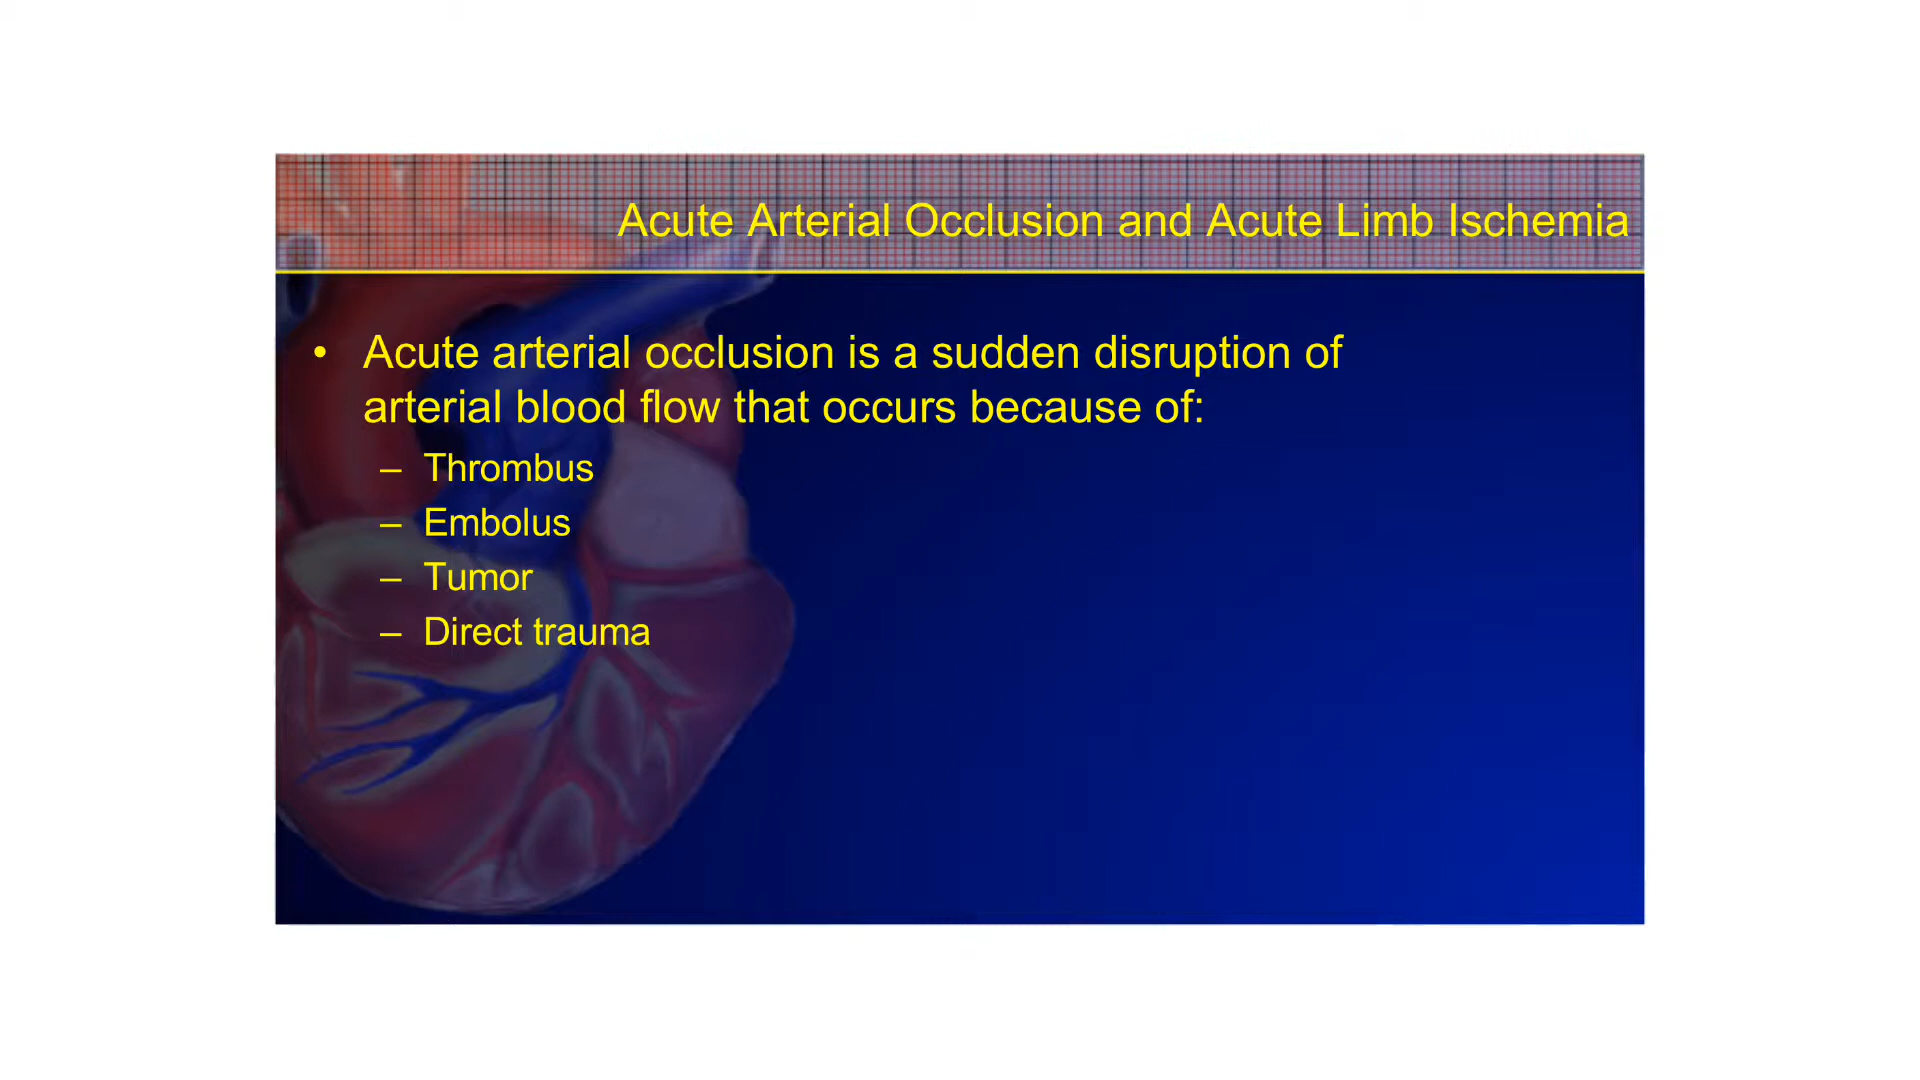 Acute Arterial Occlusion and Acute Limb Ischemia
• Acute arterial occlusion is a sudden disruption of
arterial blood flow that occurs because of:
– Thrombus
– Embolus
– Tumor
– Direct trauma